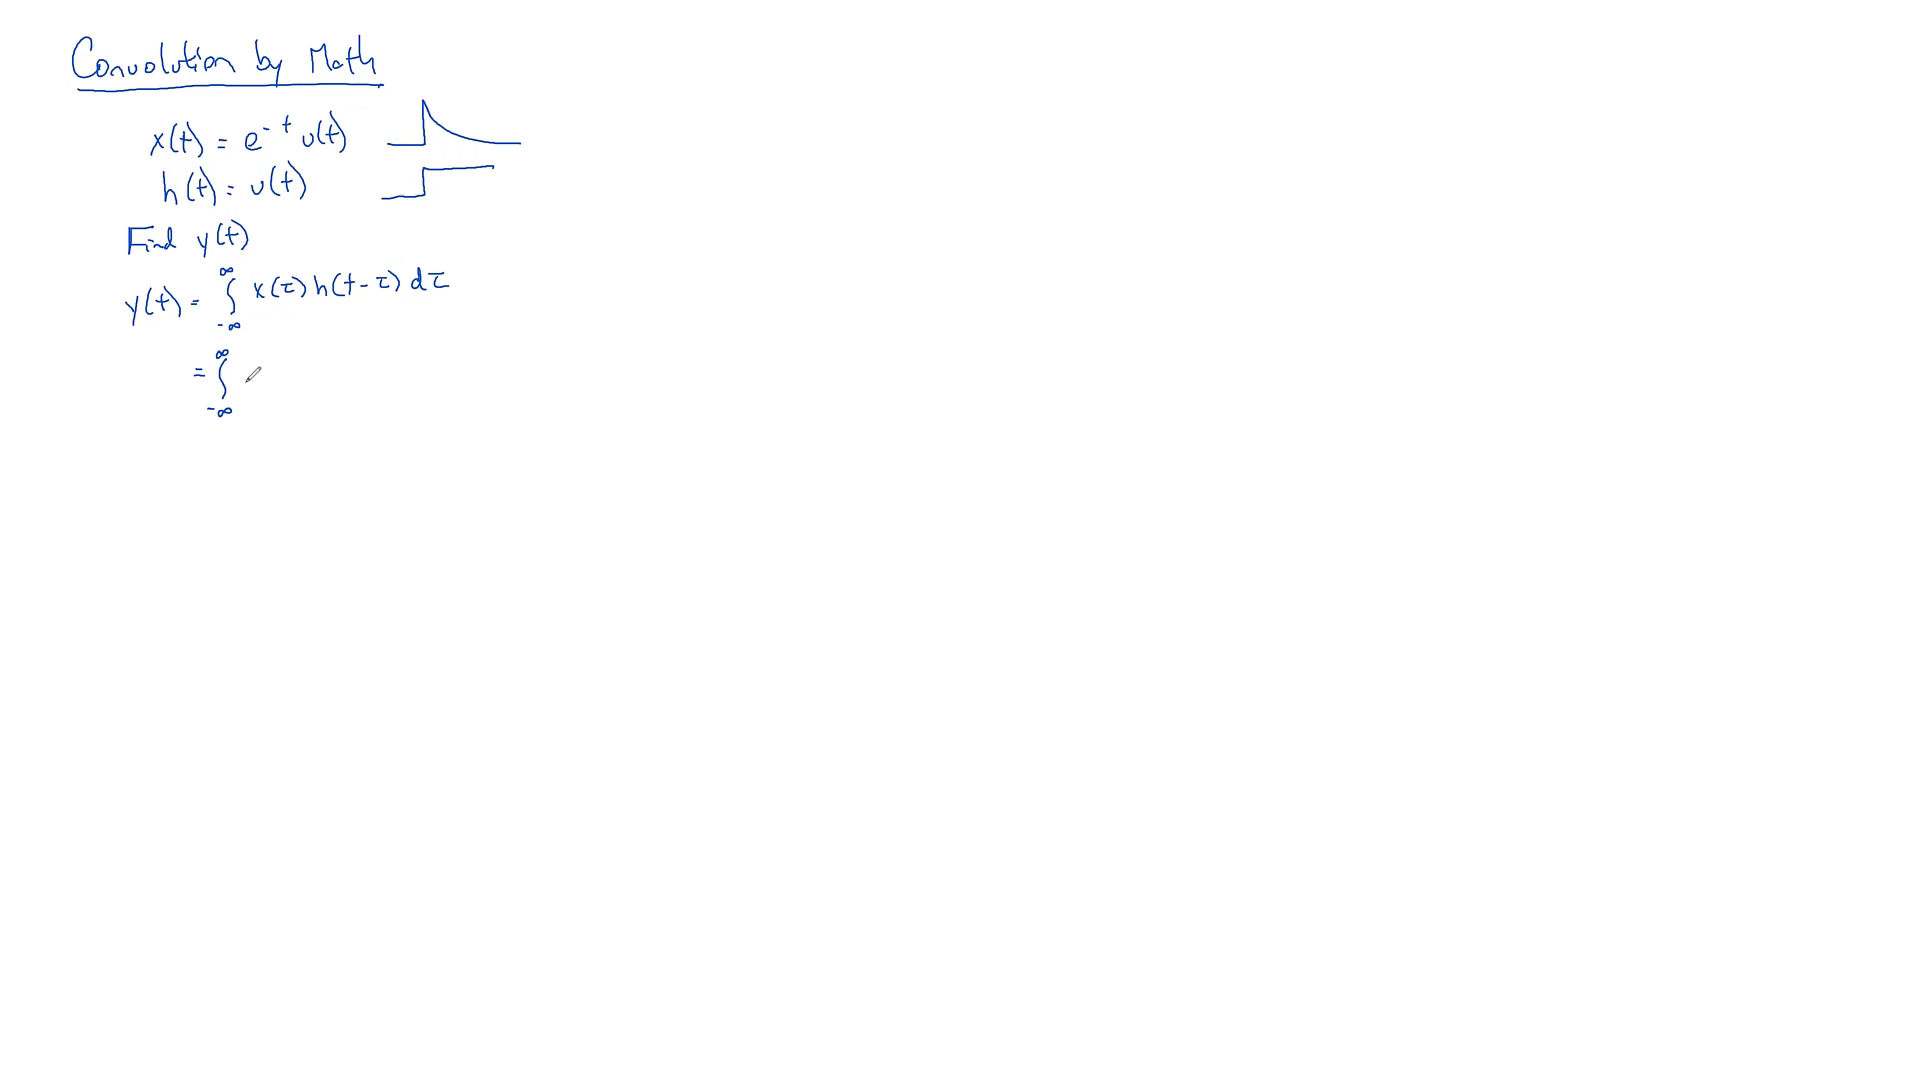 Convolution by Math
x(t) = e^-t u(t)
h(t) = u(t)
Find y(t)
y(t) = ∫_-∞^∞ x(τ) h(t-τ) dτ
= ∫_-∞^∞